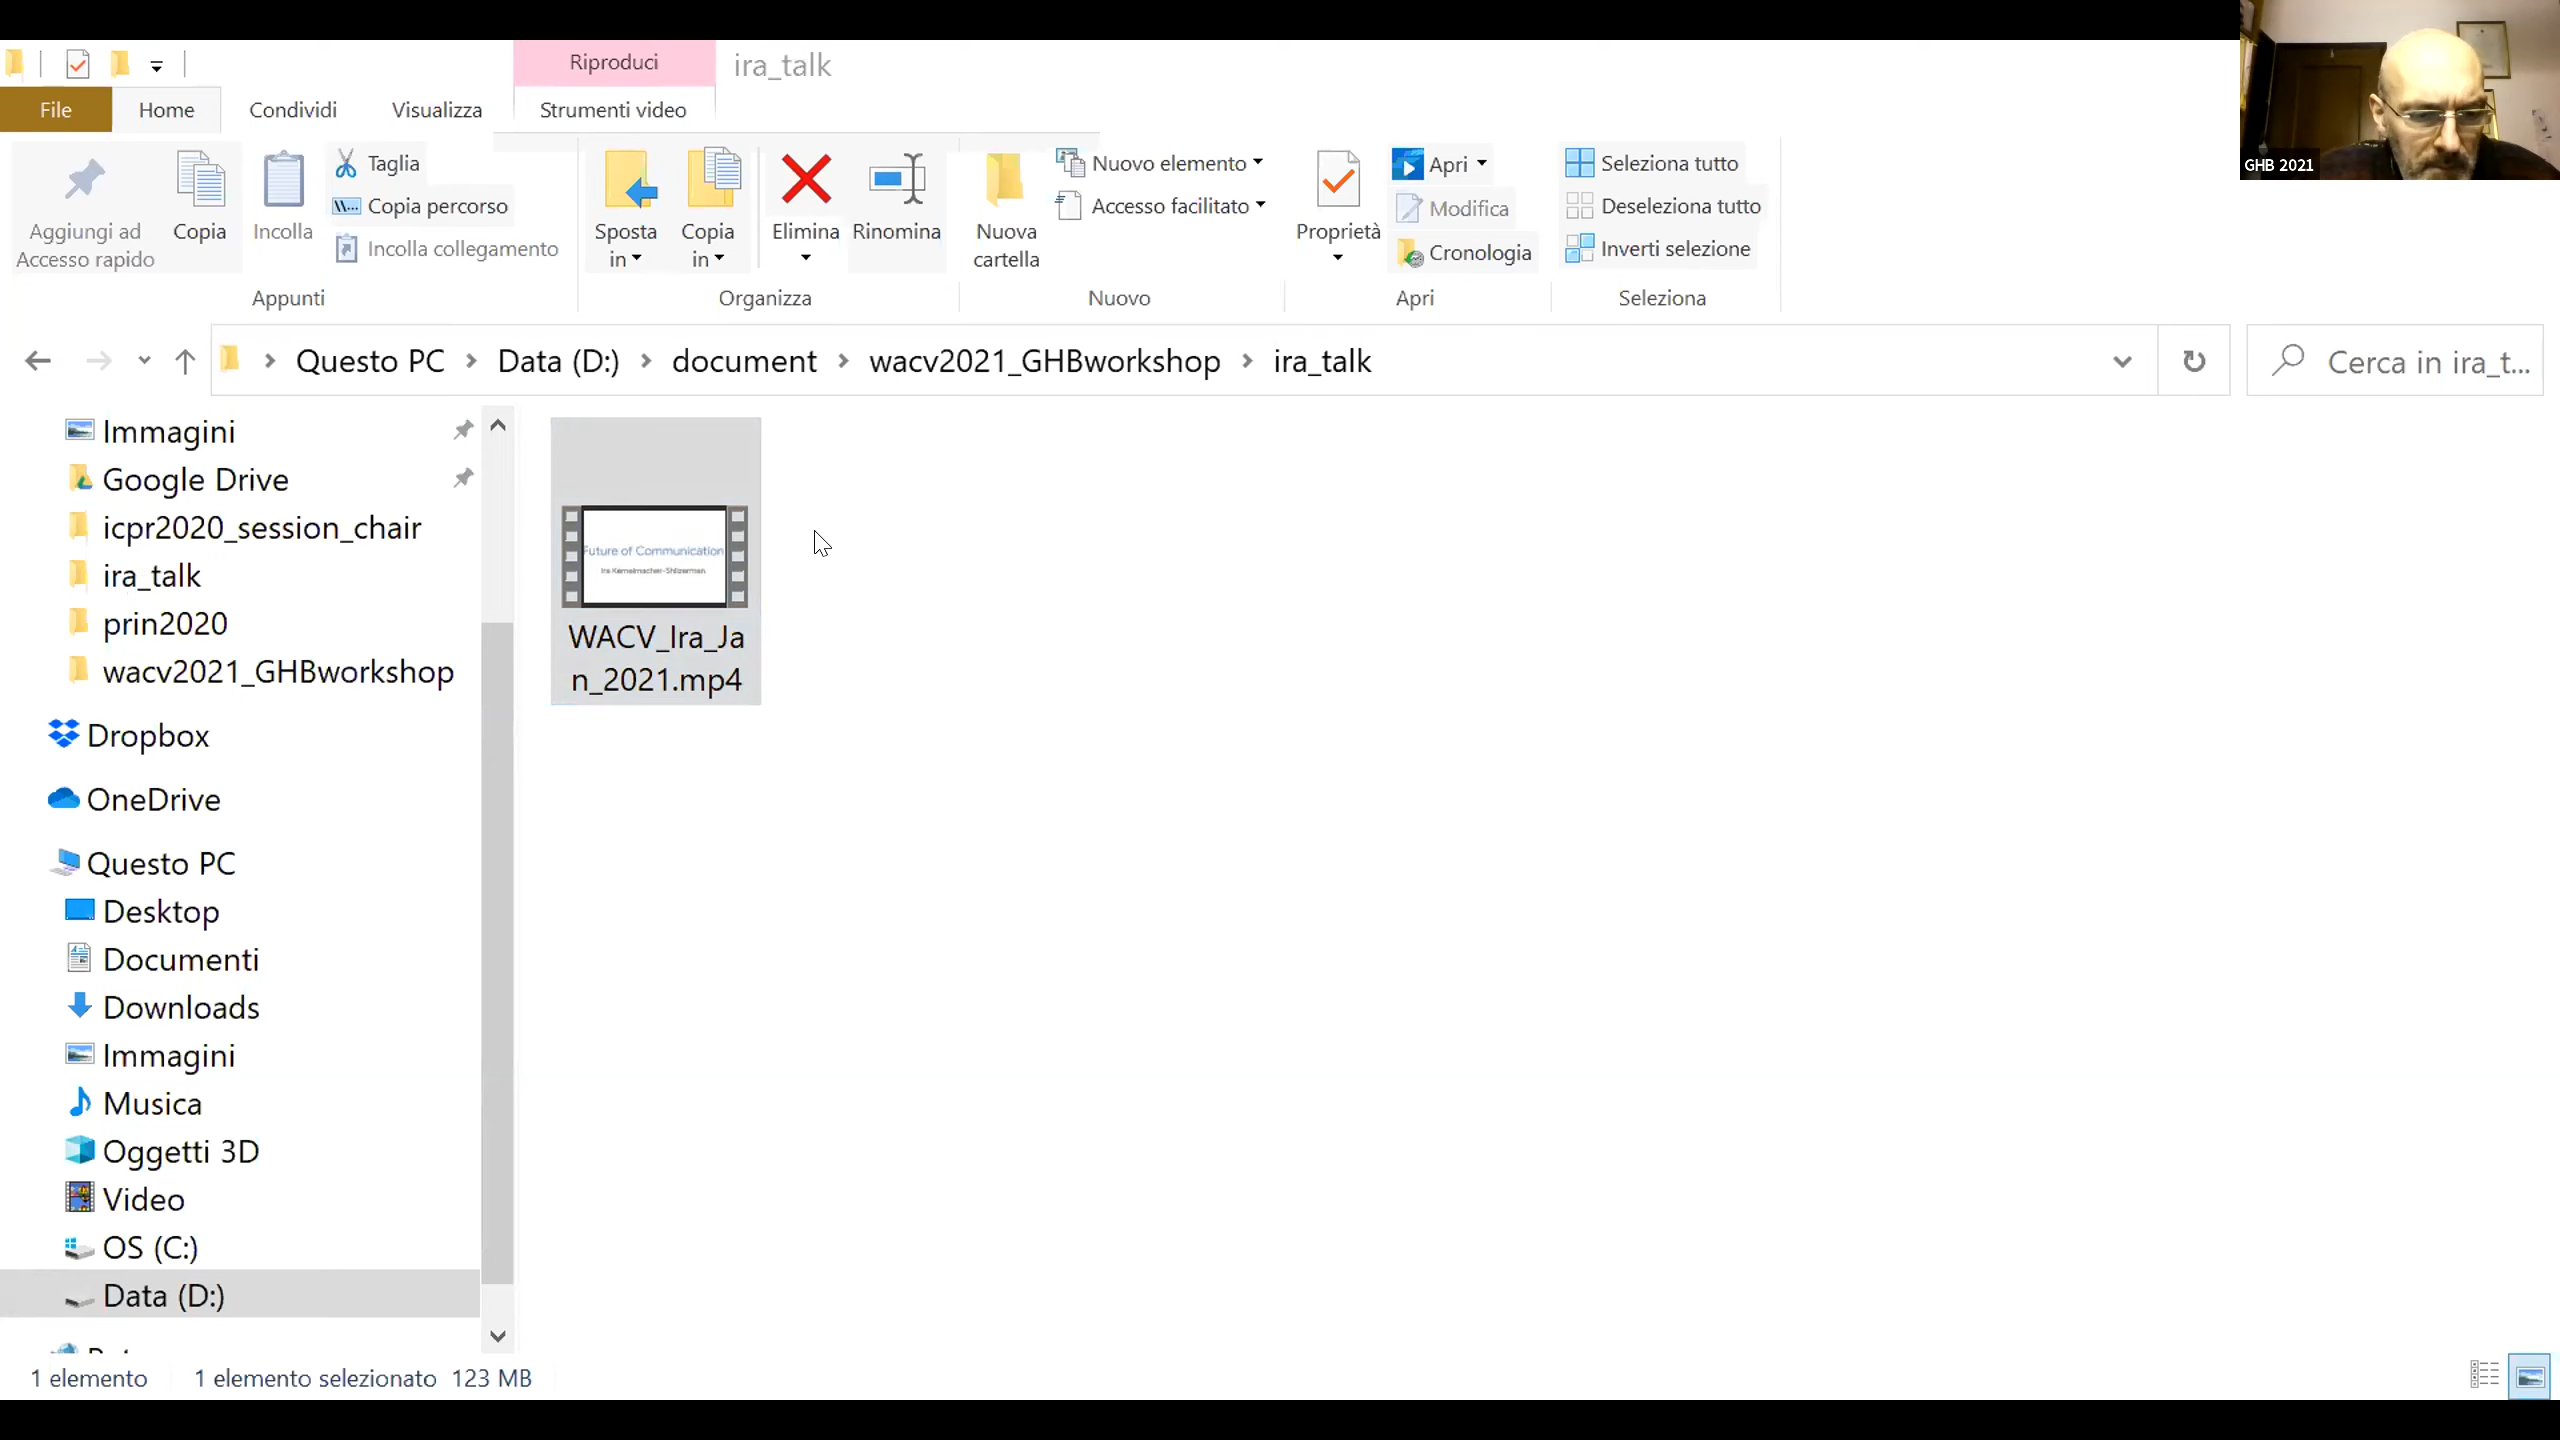 Riproduci
ira_talk
File
Home
Condividi
Visualizza
Strumenti video
Aggiungi ad
Accesso rapido
Copia
Incolla
Taglia
Copia percorso
Incolla collegamento
Appunti
Sposta
in
Copia
in
Elimina
Rinomina
Organizza
Nuova
cartella
Nuovo elemento
Accesso facilitato
Nuovo
Proprietà
Apri
Modifica
Cronologia
Apri
Seleziona tutto
Deseleziona tutto
Inverti selezione
Seleziona
GHB 2021
Questo PC > Data (D:) > document > wacv2021_GHBworkshop > ira_talk
Cerca in ira_t...
Immagini
Google Drive
icpr2020_session_chair
ira_talk
prin2020
wacv2021_GHBworkshop
Dropbox
OneDrive
Questo PC
Desktop
Documenti
Downloads
Immagini
Musica
Oggetti 3D
Video
OS (C:)
Data (D:)
Future of Communication
Ira Kemelmacher-Shlizerman
WACV_Ira_Ja
n_2021.mp4
1 elemento
1 elemento selezionato 123 MB